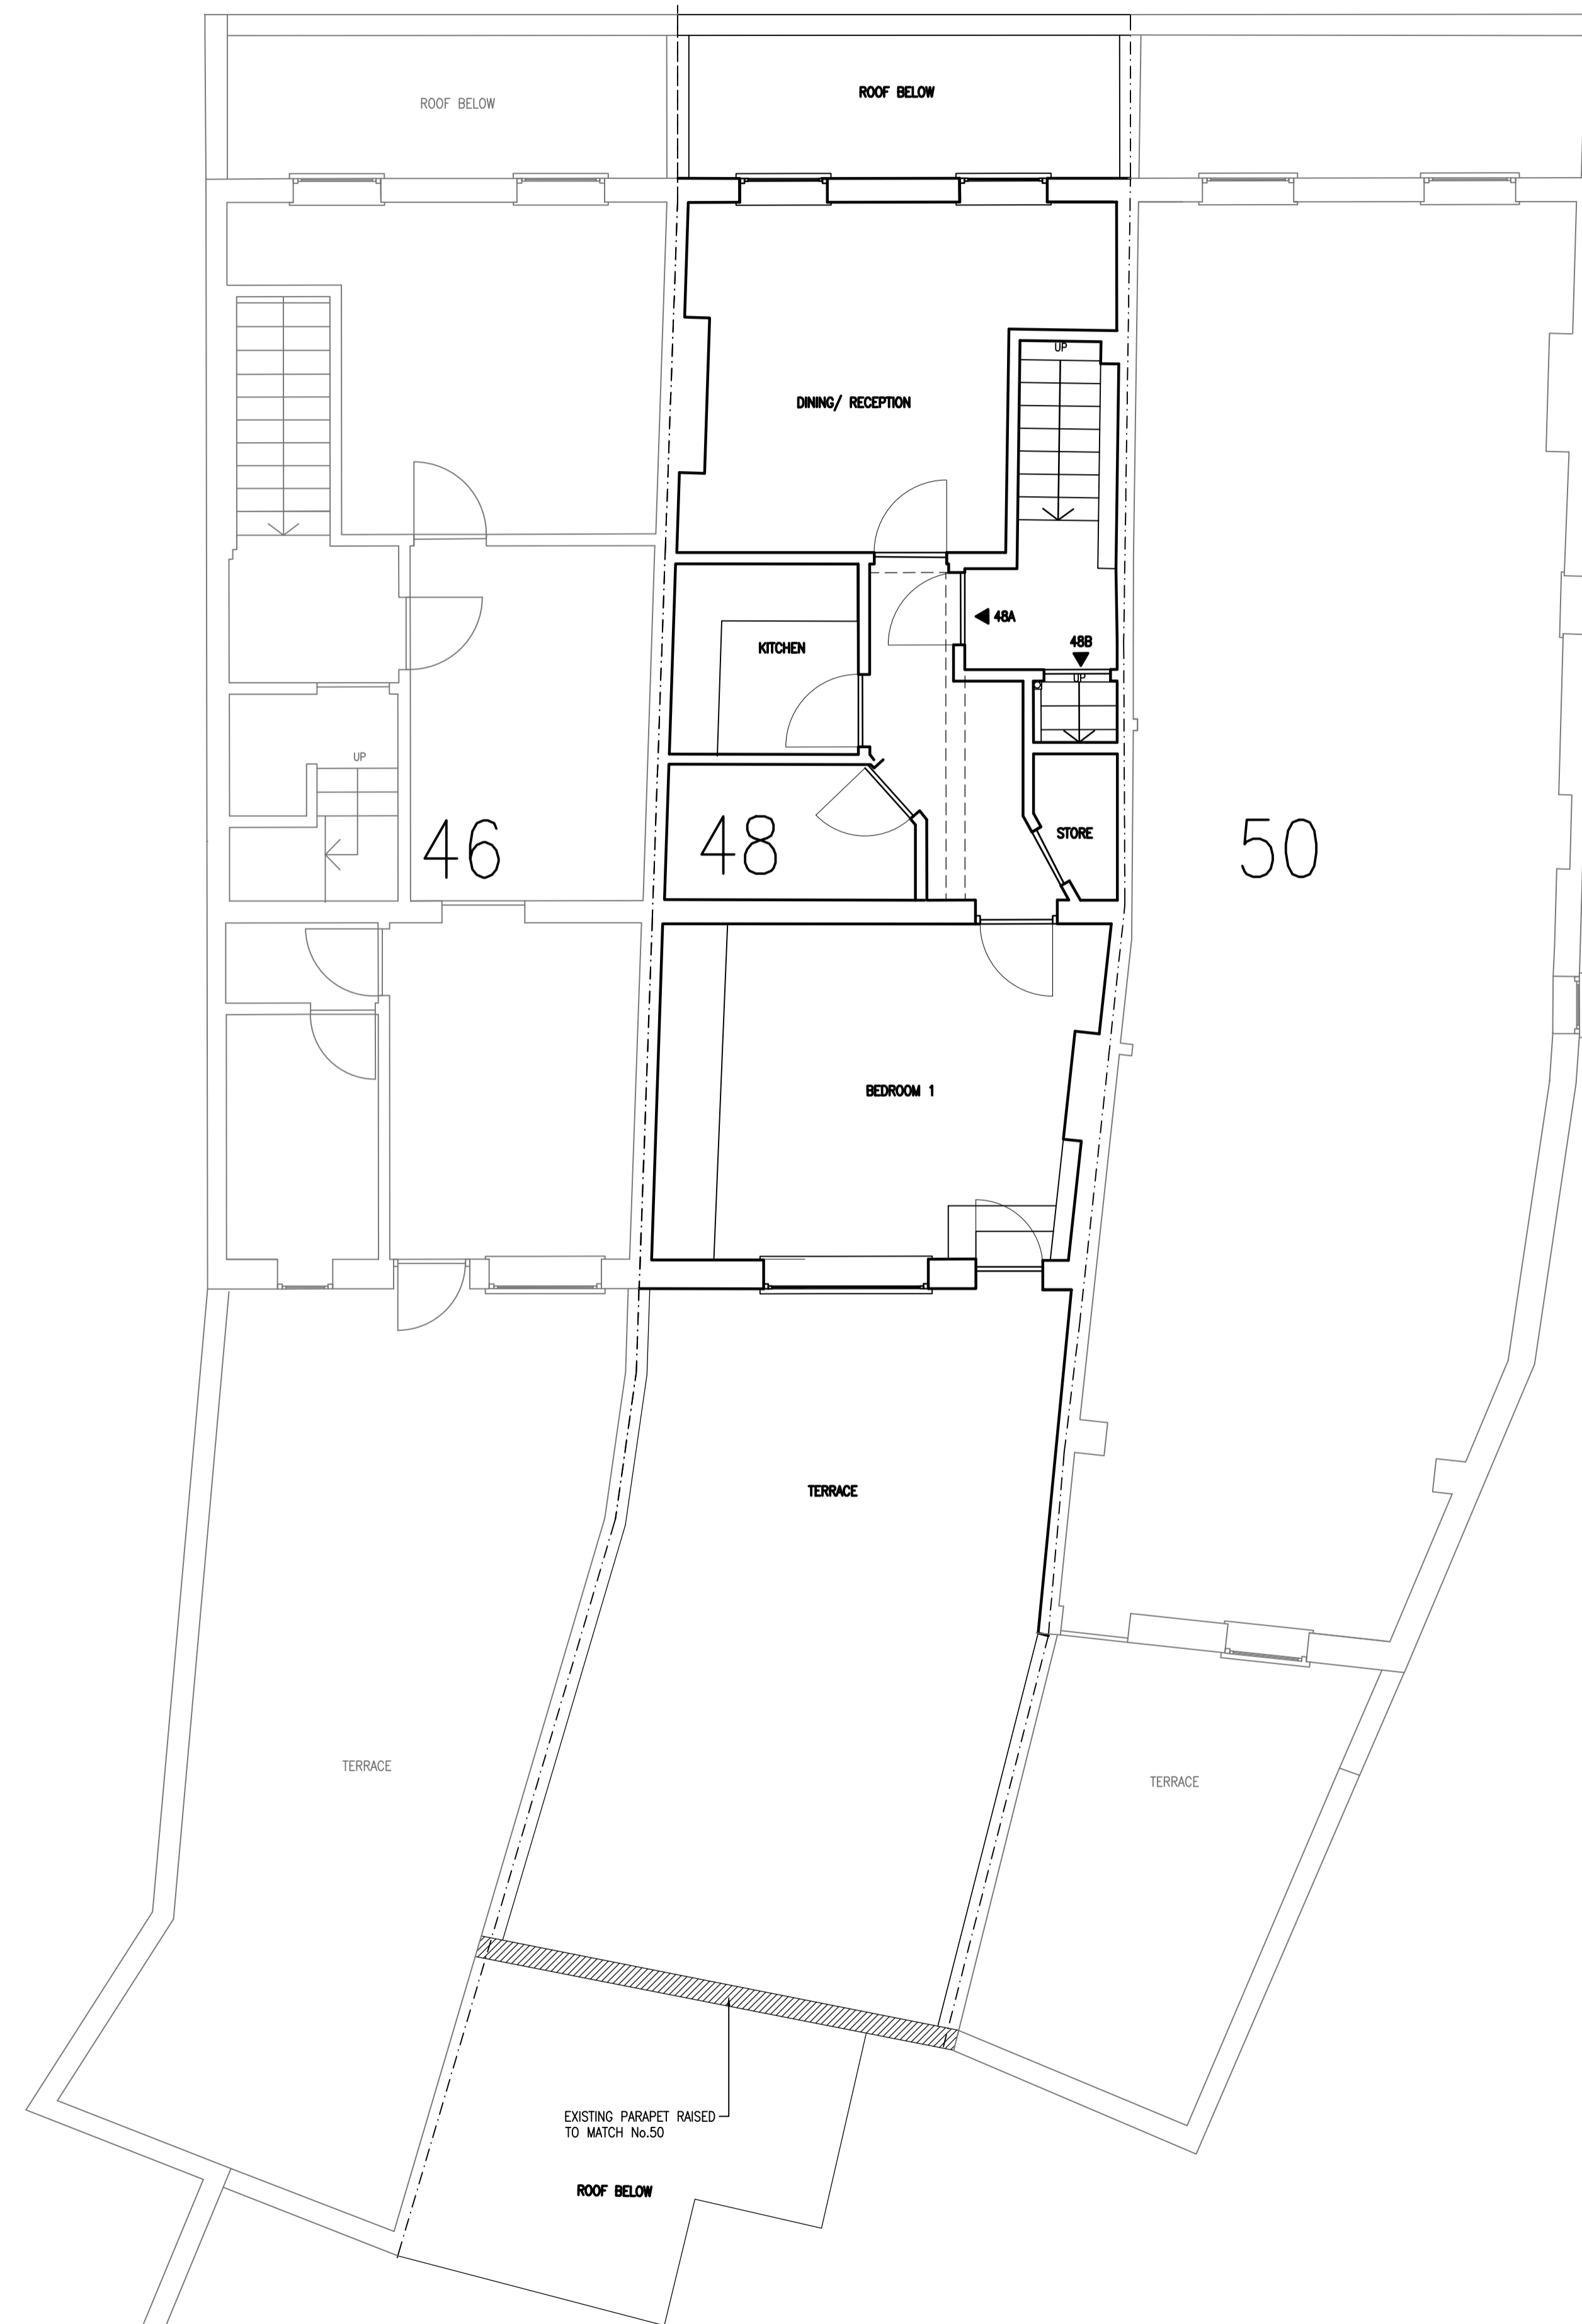 ROOF BELOW
ROOF BELOW
UP
DINING/ RECEPTION
48A
48B
KITCHEN
UP
UP
46
48
50
STORE
BEDROOM 1
TERRACE
TERRACE
TERRACE
EXISTING PARAPET RAISED
TO MATCH No.50
ROOF BELOW